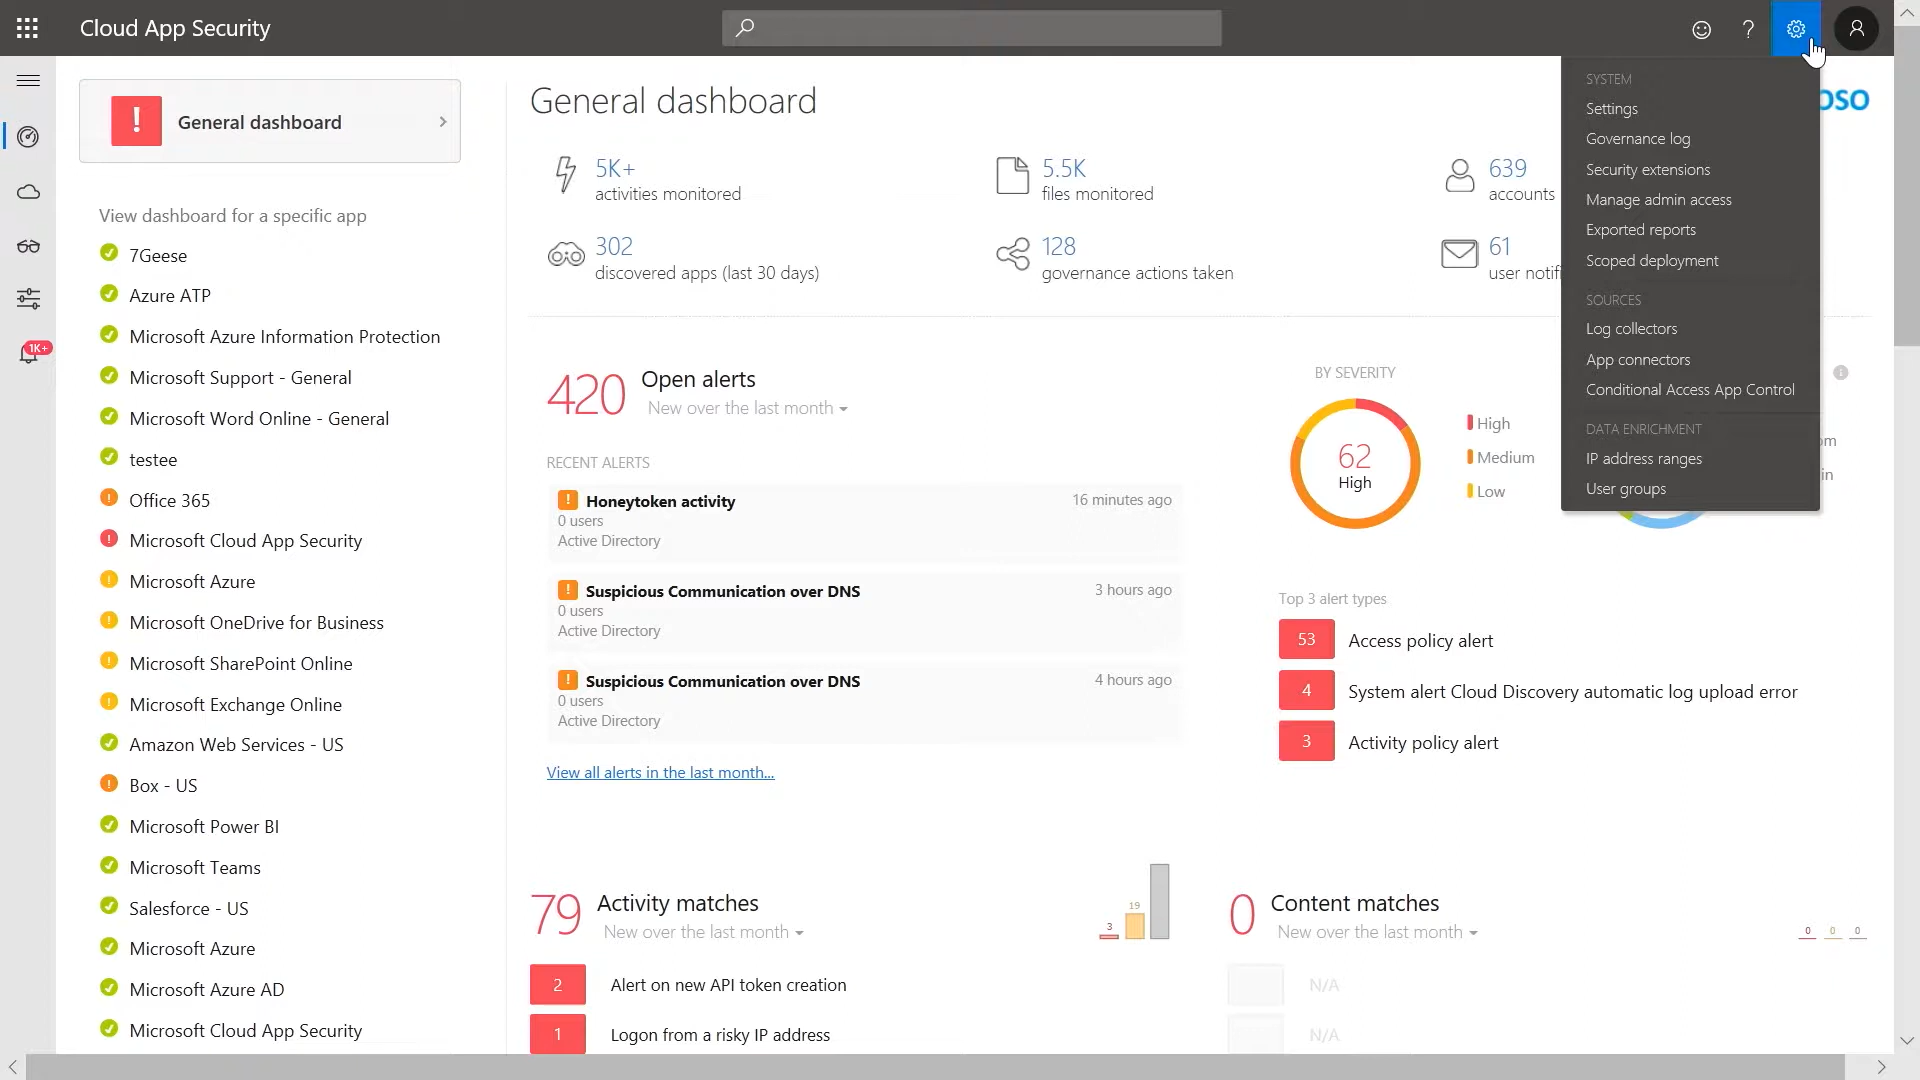 Cloud App Security
General dashboard
View dashboard for a specific app
7Geese
Azure ATP
Microsoft Azure Information Protection
Microsoft Support - General
Microsoft Word Online - General
testee
Office 365
Microsoft Cloud App Security
Microsoft Azure
Microsoft OneDrive for Business
Microsoft SharePoint Online
Microsoft Exchange Online
Amazon Web Services - US
Box - US
Microsoft Power BI
Microsoft Teams
Salesforce - US
Microsoft Azure
Microsoft Azure AD
Microsoft Cloud App Security
1K+
General dashboard
5K+
activities monitored
5.5K
files monitored
639
accounts
302
discovered apps (last 30 days)
128
governance actions taken
61
user notifi
420 Open alerts
New over the last month
RECENT ALERTS
Honeytoken activity 16 minutes ago
0 users
Active Directory
Suspicious Communication over DNS 3 hours ago
0 users
Active Directory
Suspicious Communication over DNS 4 hours ago
0 users
Active Directory
View all alerts in the last month...
BY SEVERITY
62
High
High
Medium
Low
Top 3 alert types
53 Access policy alert
4 System alert Cloud Discovery automatic log upload error
3 Activity policy alert
79 Activity matches
New over the last month
3
19
2 Alert on new API token creation
1 Logon from a risky IP address
0 Content matches
New over the last month
0 0 0
N/A
N/A
SYSTEM
Settings
Governance log
Security extensions
Manage admin access
Exported reports
Scoped deployment
SOURCES
Log collectors
App connectors
Conditional Access App Control
DATA ENRICHMENT
IP address ranges
User groups
oso
om
in